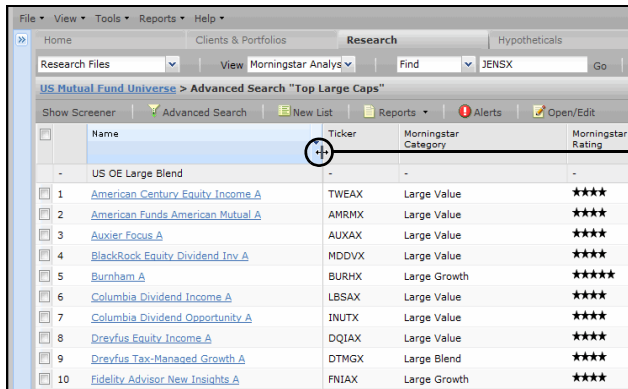 File View Tools Reports Help
Home Clients & Portfolios Research Hypotheticals
Research Files View Morningstar Analys Find JENSX Go
US Mutual Fund Universe > Advanced Search "Top Large Caps"
Show Screener Advanced Search New List Reports Alerts Open/Edit
Name Ticker Morningstar Category Morningstar Rating
- US OE Large Blend - - -
1 American Century Equity Income A TWEAX Large Value ★★★★
2 American Funds American Mutual A AMRMX Large Value ★★★★
3 Auxier Focus A AUXAX Large Value ★★★★
4 BlackRock Equity Dividend Inv A MDDVX Large Value ★★★★
5 Burnham A BURHX Large Growth ★★★★★
6 Columbia Dividend Income A LBSAX Large Value ★★★★
7 Columbia Dividend Opportunity A INUTX Large Value ★★★★
8 Dreyfus Equity Income A DQIAX Large Value ★★★★
9 Dreyfus Tax-Managed Growth A DTMGX Large Blend ★★★★
10 Fidelity Advisor New Insights A FNIAX Large Growth ★★★★